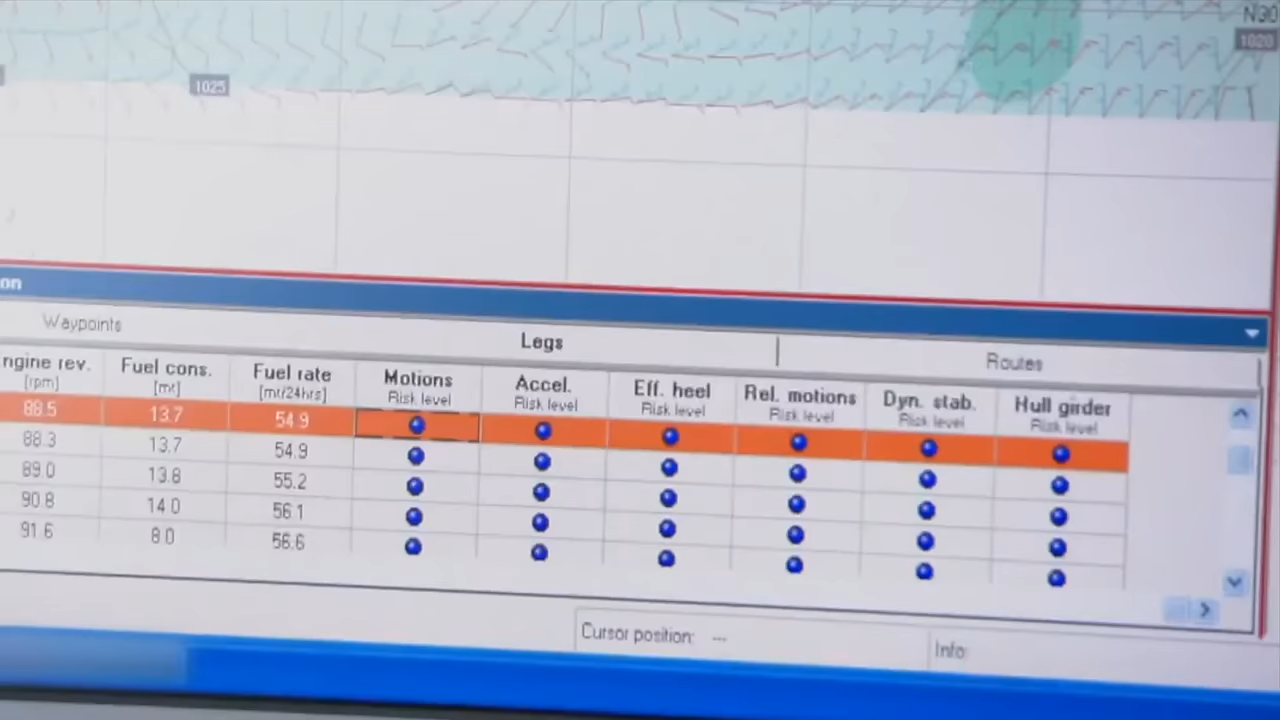 N30
1020
1025
on
Waypoints Legs Routes
ngine rev. Fuel cons. Fuel rate Motions Accel. Eff. heel Rel. motions Dyn. stab. Hull girder
[rpm] [mt] [mt/24hrs] Risk level Risk level Risk level Risk level Risk level Risk level
88.5 13.7 54.9
88.3 13.7 54.9
89.0 13.8 55.2
90.8 14.0 56.1
91.6 8.0 56.6
Cursor position: --- Info: